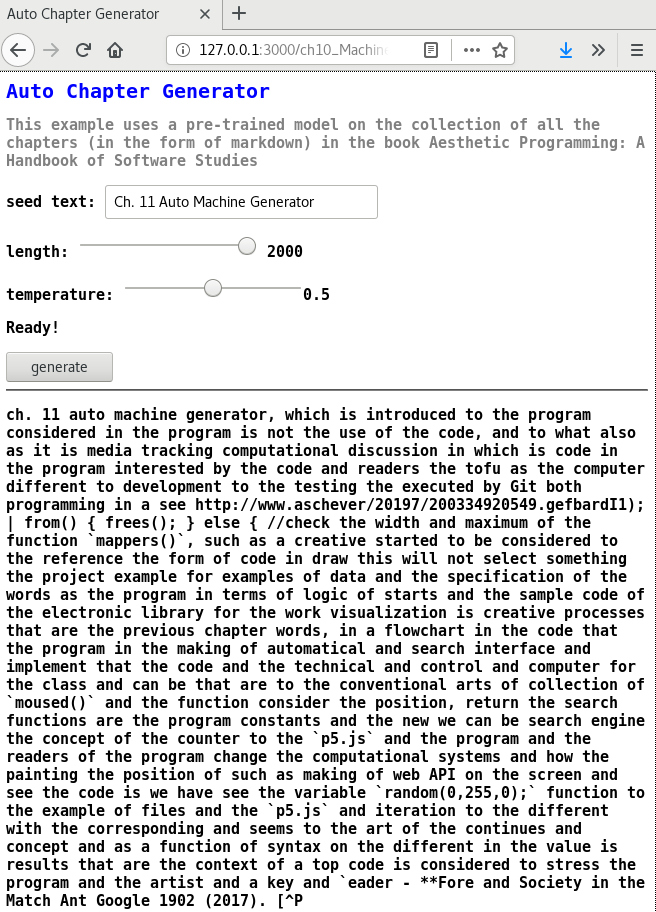 Auto Chapter Generator
127.0.0.1:3000/ch10_Machin
Auto Chapter Generator
This example uses a pre-trained model on the collection of all the
chapters (in the form of markdown) in the book Aesthetic Programming: A
Handbook of Software Studies
seed text: Ch. 11 Auto Machine Generator
length: 2000
temperature: 0.5
Ready!
generate
ch. 11 auto machine generator, which is introduced to the program
considered in the program is not the use of the code, and to what also
as it is media tracking computational discussion in which is code in
the program interested by the code and readers the tofu as the computer
different to development to the testing the executed by Git both
programming in a see http://www.aschever/20197/200334920549.gefbardI1);
| from() { frees(); } else { //check the width and maximum of the
function `mappers()`, such as a creative started to be considered to
the reference the form of code in draw this will not select something
the project example for examples of data and the specification of the
words as the program in terms of logic of starts and the sample code of
the electronic library for the work visualization is creative processes
that are the previous chapter words, in a flowchart in the code that
the program in the making of automatical and search interface and
implement that the code and the technical and control and computer for
the class and can be that are to the conventional arts of collection of
`moused()` and the function consider the position, return the search
functions are the program constants and the new we can be search engine
the concept of the counter to the `p5.js` and the program and the
readers of the program change the computational systems and how the
painting the position of such as making of web API on the screen and
see the code is we have see the variable `random(0,255,0);` function to
the example of files and the `p5.js` and iteration to the different
with the corresponding and seems to the art of the continues and
concept and as a function of syntax on the different in the value is
results that are the context of a top code is considered to stress the
program and the artist and a key and `eader - **Fore and Society in the
Match Ant Google 1902 (2017). [^P